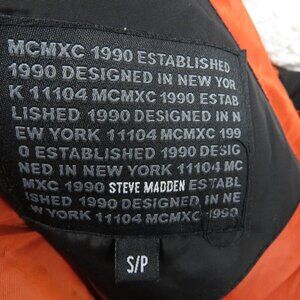 MCMXC 1990 ESTABLISHED
1990 DESIGNED IN NEW YOR
K 11104 MCMXC 1990 ESTAB
LISHED 1990 DESIGNED IN N
EW YORK 11104 MCMXC 199
0 ESTABLISHED 1990 DESIG
NED IN NEW YORK 11104 MC
MXC 1990 STEVE MADDEN ESTABL
ISHED 1990 DESIGNED IN NE
W YORK 11104 MCMXC 1990
S/P